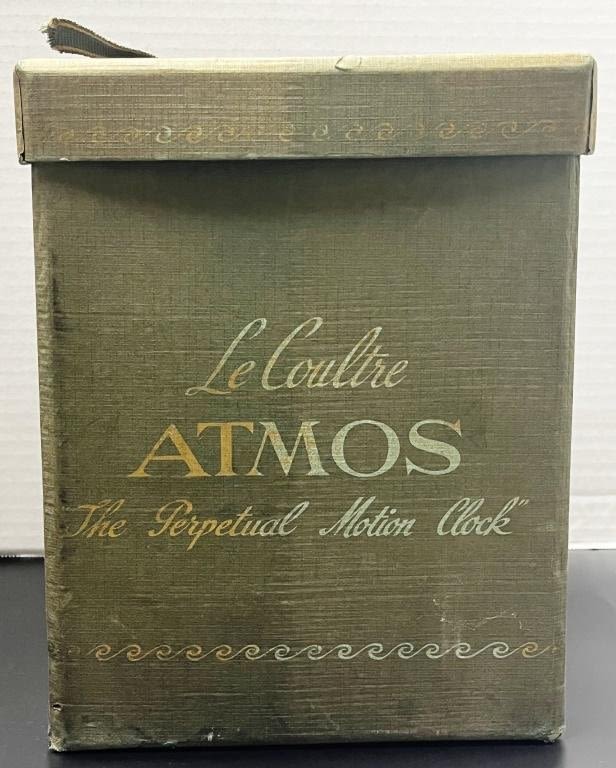 Le Coultre
ATMOS
The Perpetual Motion Clock"